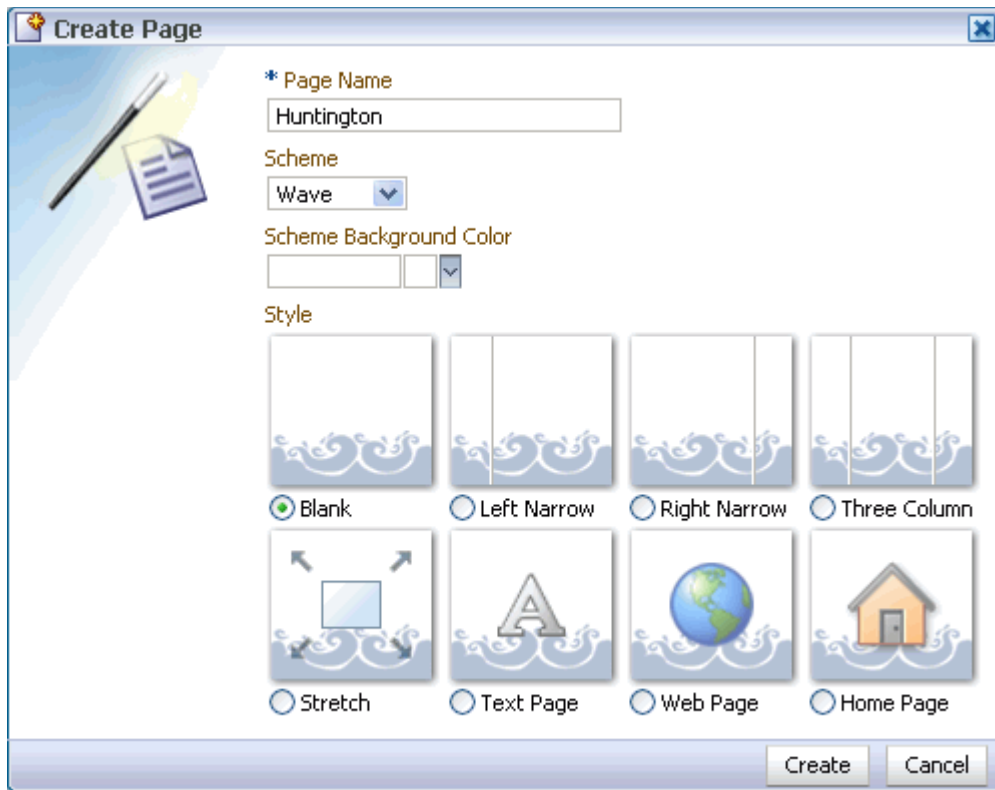 Create Page
* Page Name
Huntington
Scheme
Wave
Scheme Background Color
Style
Blank Left Narrow Right Narrow Three Column
A
Stretch Text Page Web Page Home Page
Create Cancel